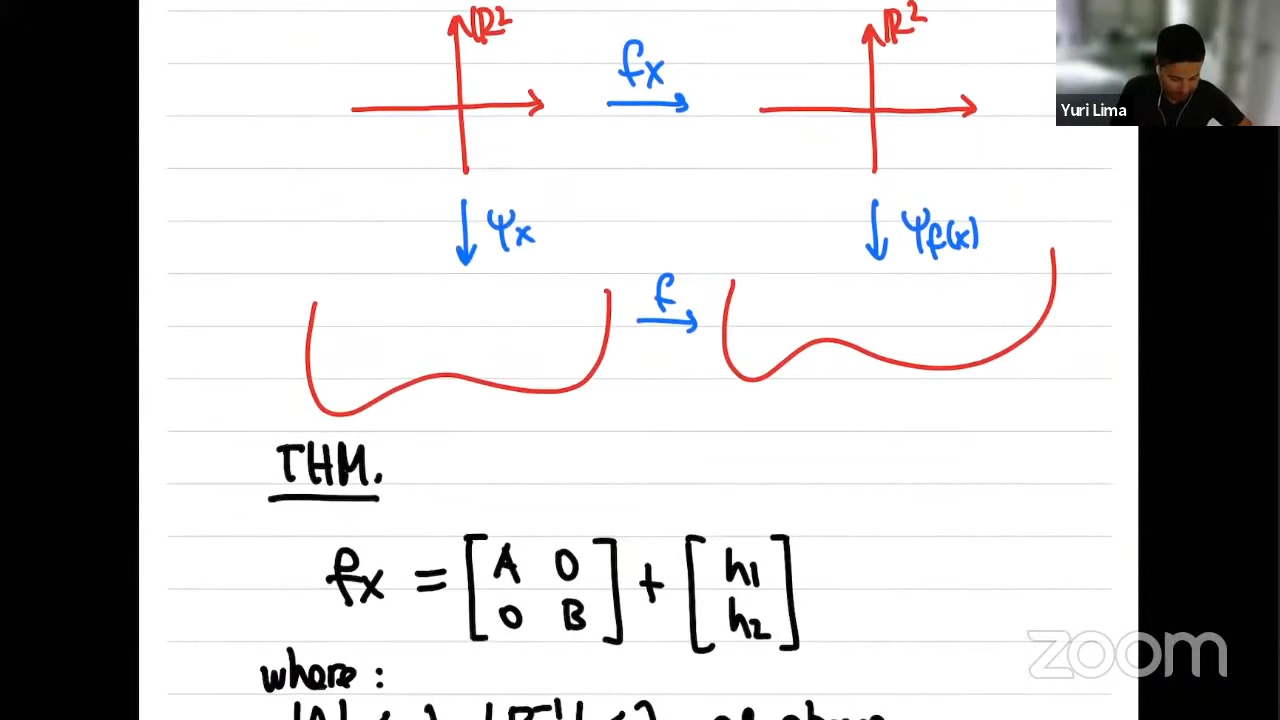 ℝ² fx ℝ²
Yuri Lima
↓ Ψx ↓ Ψf(x)
f
THM.
fx = [A 0; 0 B] + [h1; h2]
zoom
where: